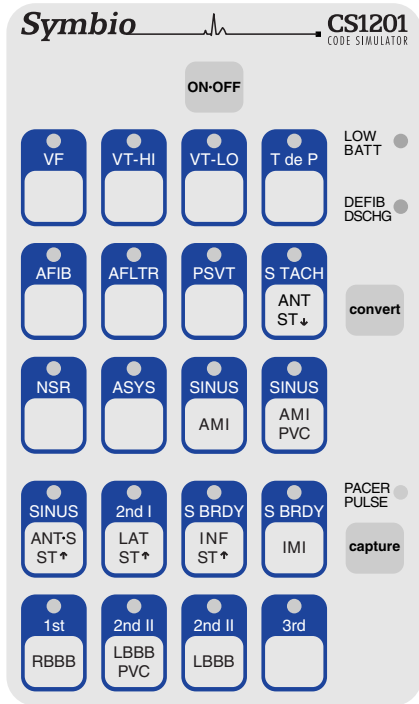 Symbio CS1201
CODE SIMULATOR
ON•OFF
LOW
BATT
VF VT-HI VT-LO T de P
DEFIB
DSCHG
AFIB AFLTR PSVT S TACH
ANT
ST↓
convert
NSR ASYS SINUS SINUS
AMI
AMI
PVC
PACER
PULSE
SINUS 2nd I S BRDY S BRDY
ANT•S
ST↑
LAT
ST↑
INF
ST↑
IMI
capture
1st 2nd II 2nd II 3rd
RBBB
LBBB
PVC
LBBB